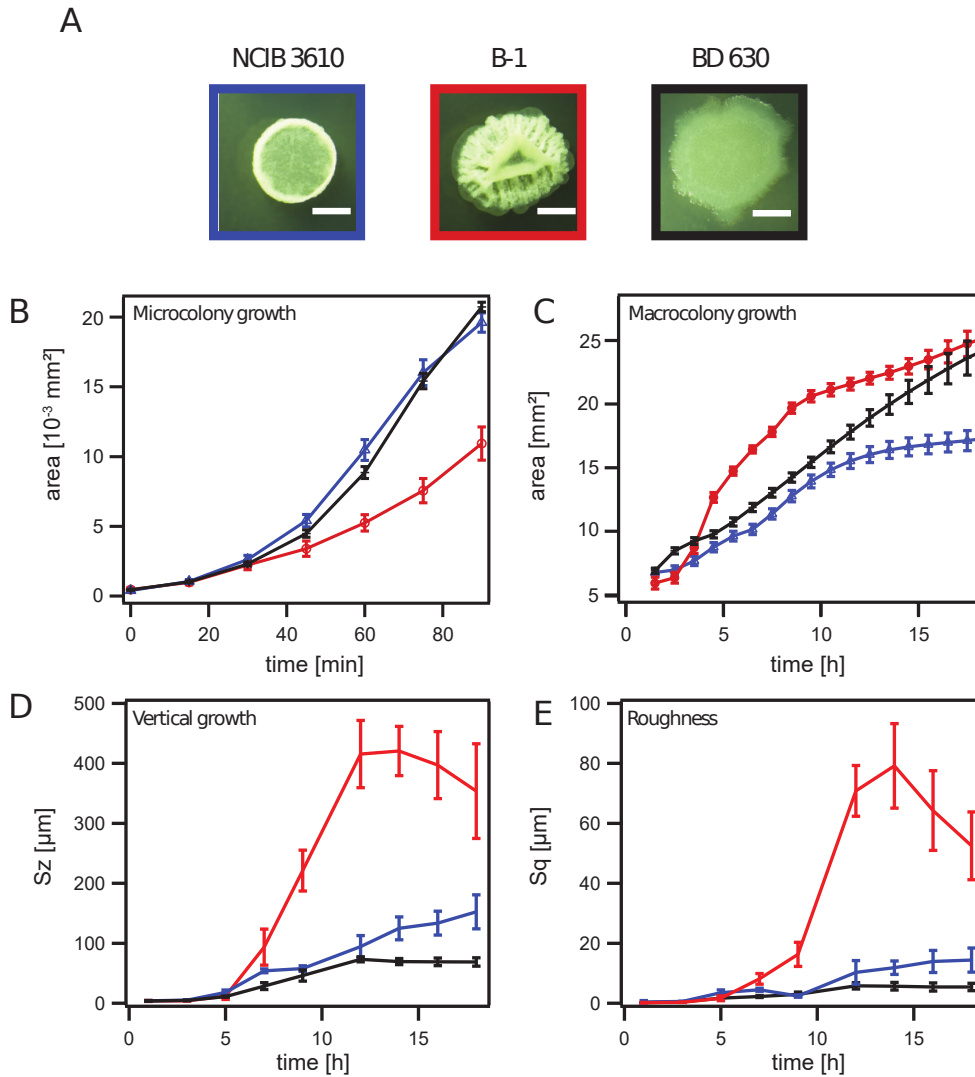 A
NCIB 3610 B-1 BD 630
B
Microcolony growth
area [10⁻³ mm²]
20
15
10
5
0
0 20 40 60 80
time [min]
C
Macrocolony growth
area [mm²]
25
20
15
10
5
0 5 10 15
time [h]
D
Vertical growth
Sz [µm]
500
400
300
200
100
0
0 5 10 15
time [h]
E
Roughness
Sq [µm]
100
80
60
40
20
0
0 5 10 15
time [h]